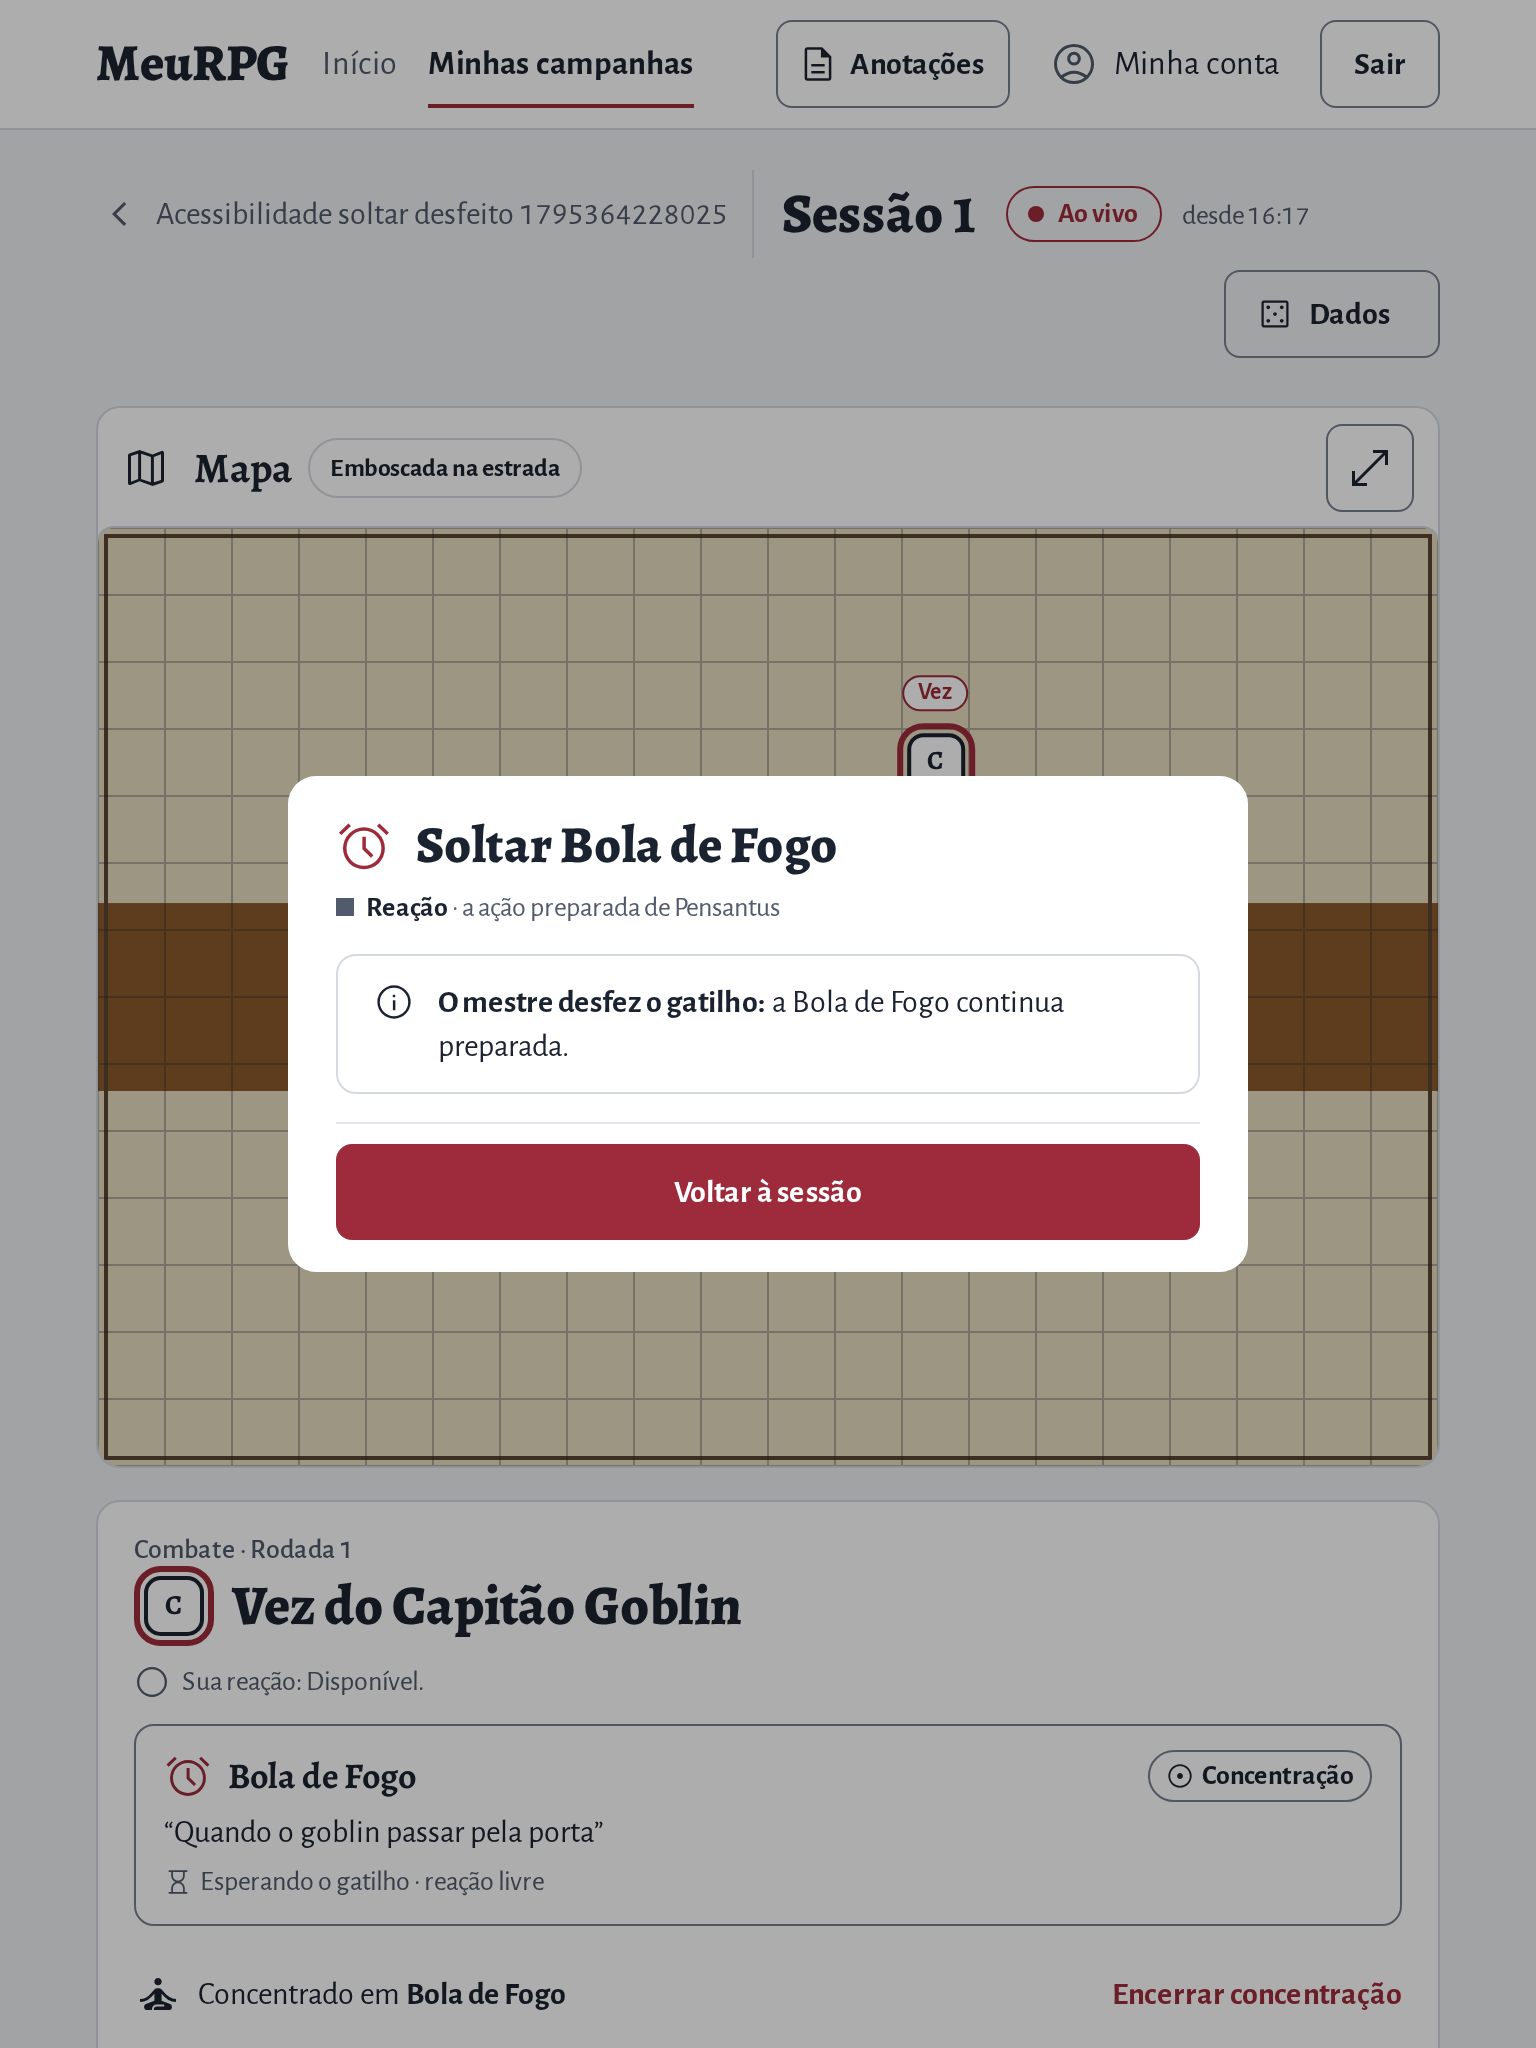 MeuRPG Início Minhas campanhas Anotações Minha conta Sair
Acessibilidade soltar desfeito 1795364228025 Sessão 1 Ao vivo desde 16:17
Dados
Mapa Emboscada na estrada
Vez
C
Soltar Bola de Fogo
Reação · a ação preparada de Pensantus
O mestre desfez o gatilho: a Bola de Fogo continua
preparada.
Voltar à sessão
Combate · Rodada 1
C Vez do Capitão Goblin
Sua reação: Disponível.
Bola de Fogo Concentração
“Quando o goblin passar pela porta”
Esperando o gatilho · reação livre
Concentrado em Bola de Fogo Encerrar concentração